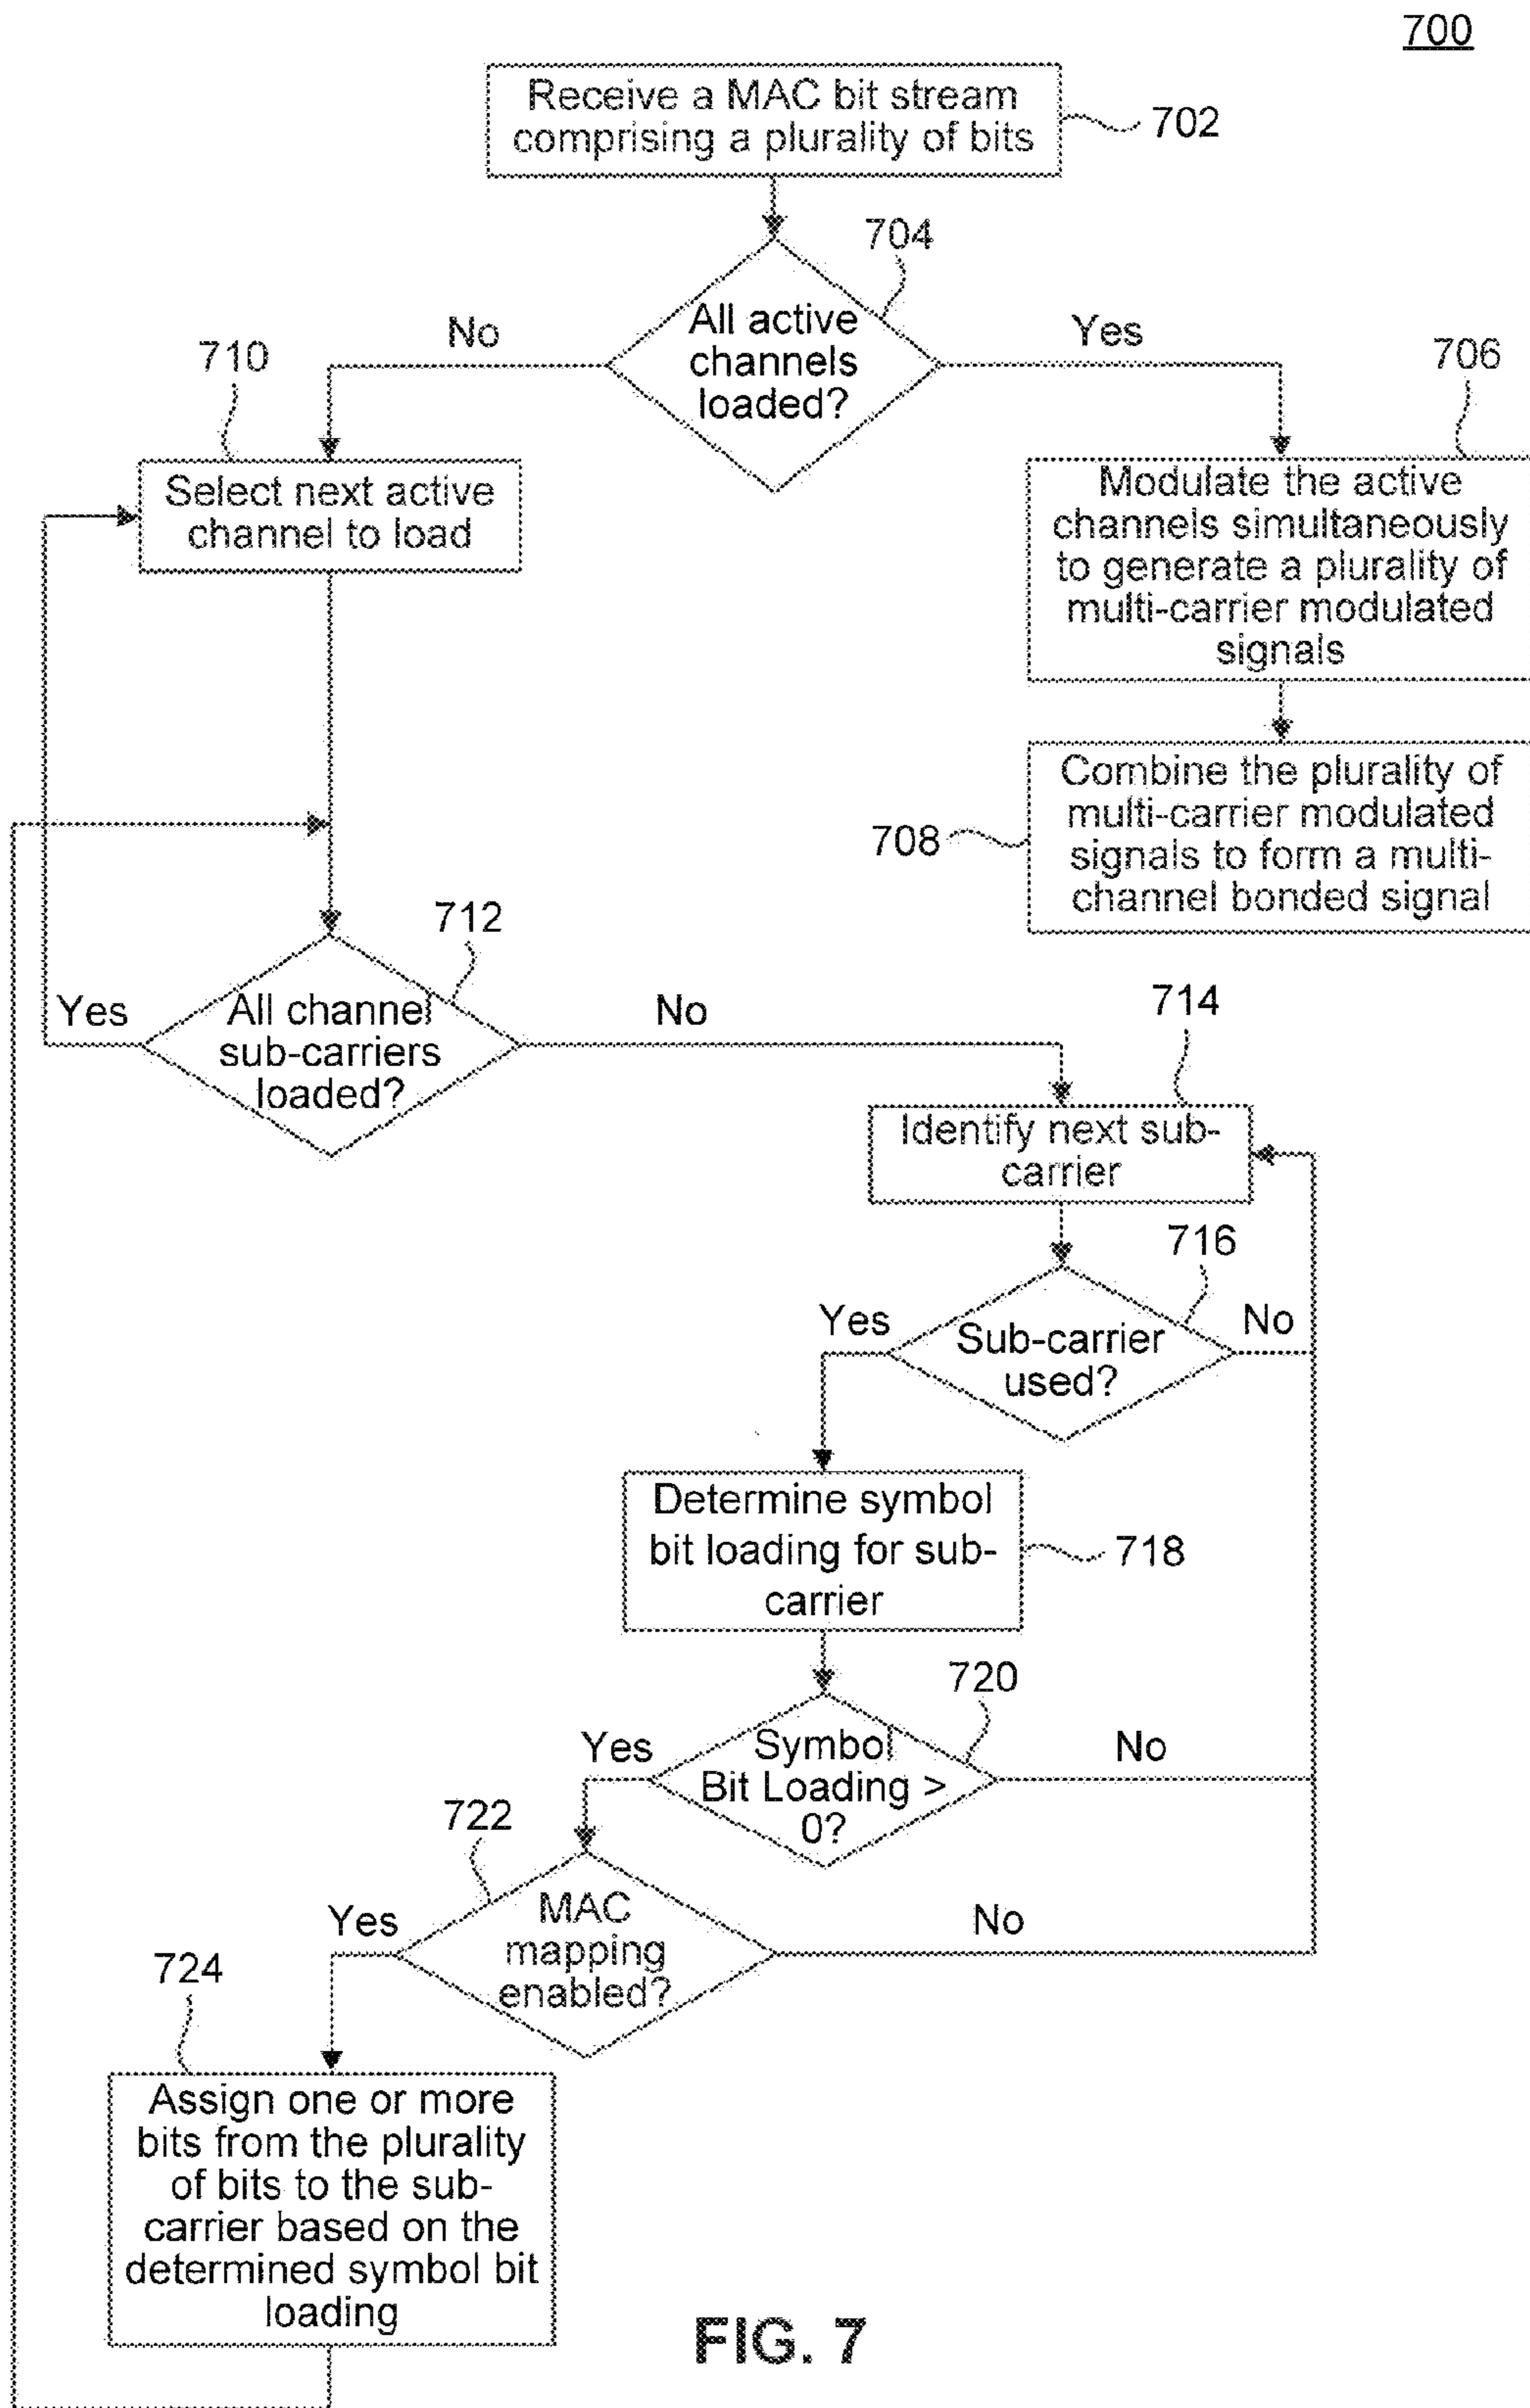 700
Receive a MAC bit stream
comprising a plurality of bits
702
704
All active
channels
loaded?
No
Yes
710
706
Select next active
channel to load
Modulate the active
channels simultaneously
to generate a plurality of
multi-carrier modulated
signals
Combine the plurality of
multi-carrier modulated
signals to form a multi-
channel bonded signal
708
712
All channel
sub-carriers
loaded?
Yes
No
714
Identify next sub-
carrier
716
Sub-carrier
used?
Yes
No
Determine symbol
bit loading for sub-
carrier
718
720
Symbol
Bit Loading >
0?
Yes
No
722
MAC
mapping
enabled?
Yes
No
724
Assign one or more
bits from the plurality
of bits to the sub-
carrier based on the
determined symbol bit
loading
FIG. 7